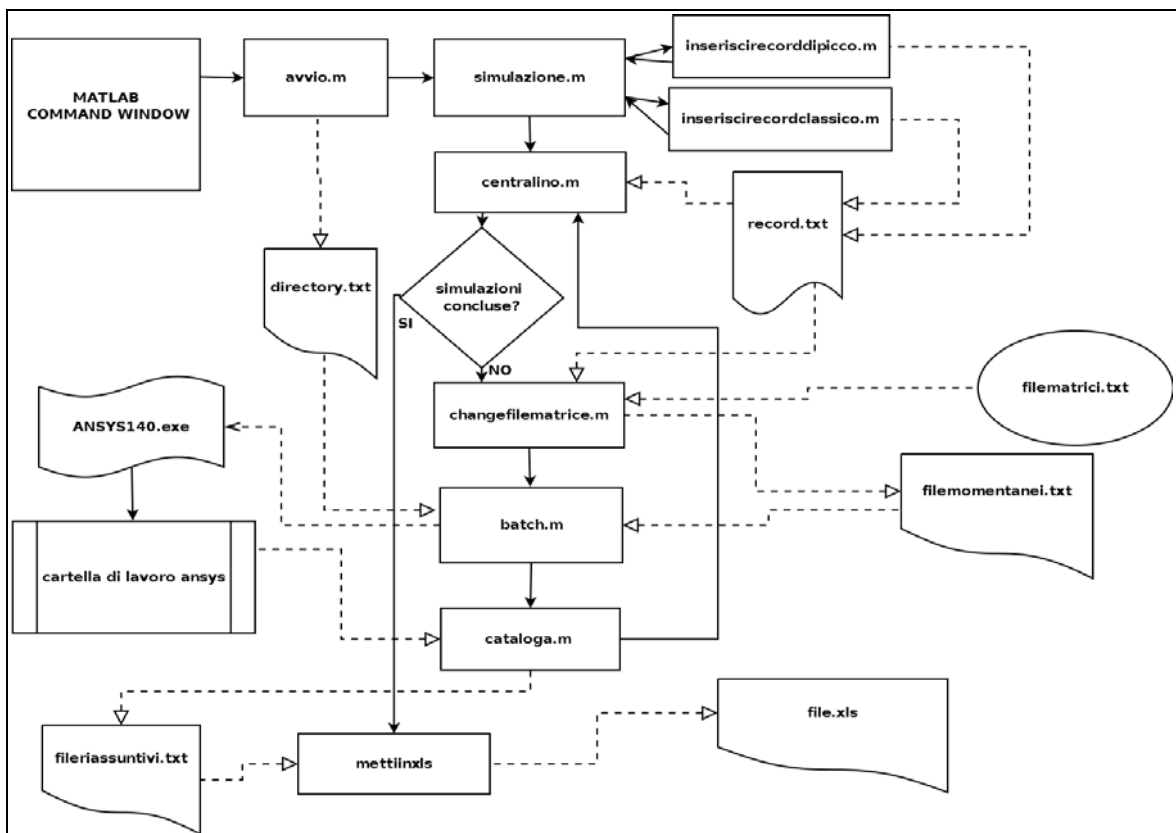 MATLAB
COMMAND WINDOW
avvio.m
simulazione.m
inseriscirecorddipicco.m
inseriscirecordclassico.m
centralino.m
record.txt
directory.txt
simulazioni
concluse?
SI
NO
filematrici.txt
changefilematrice.m
ANSYS140.exe
filemomentanei.txt
batch.m
cartella di lavoro ansys
cataloga.m
file.xls
fileriassuntivi.txt
mettiinxls